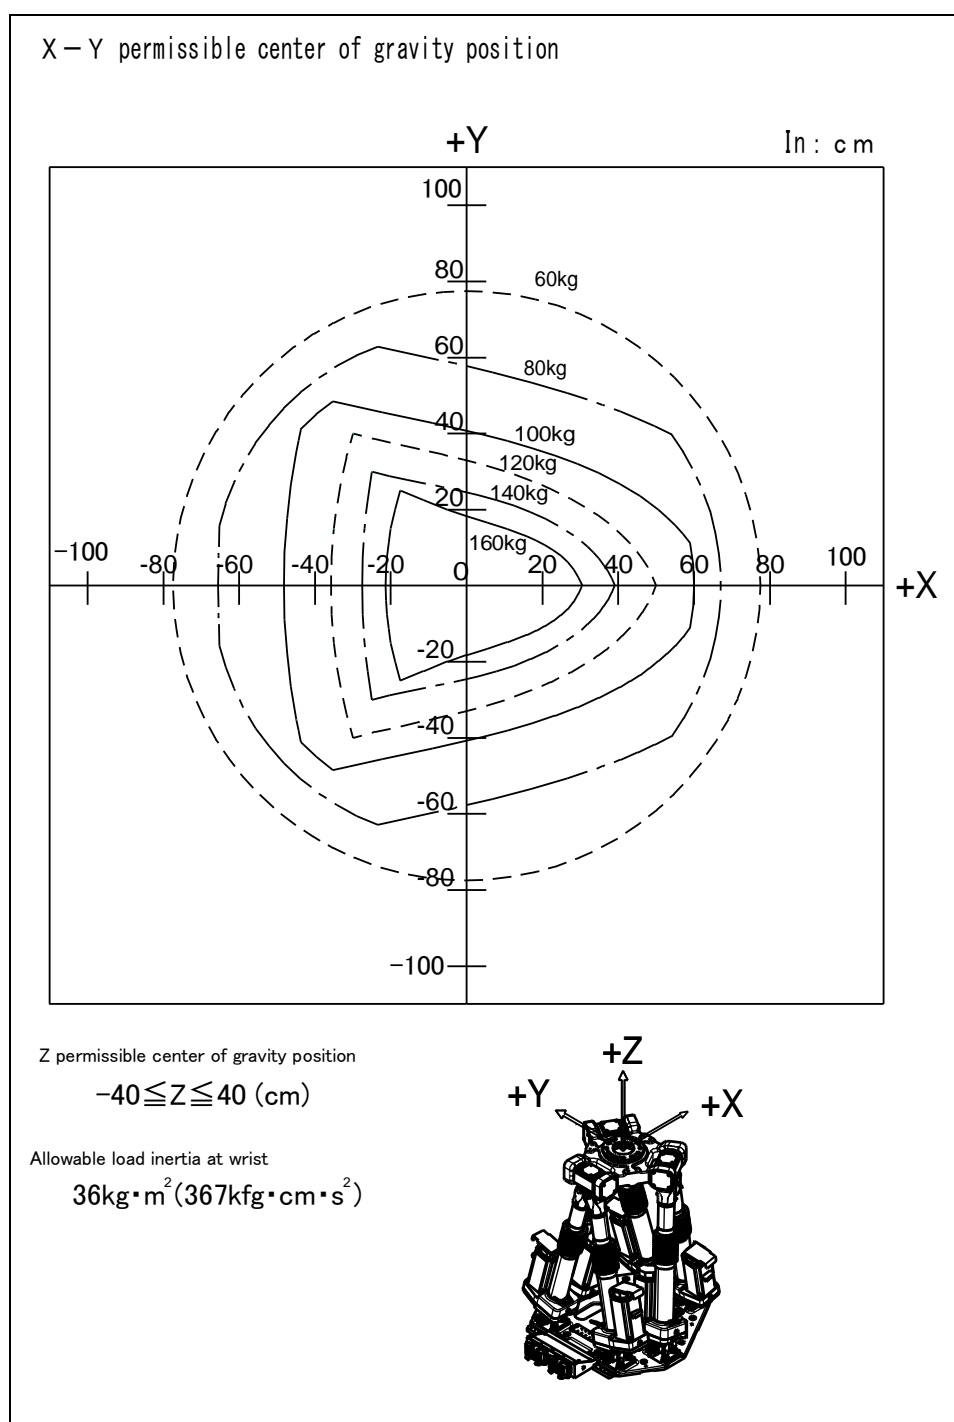 X-Y permissible center of gravity position
+Y
In: cm
100
80
60kg
60
80kg
40
100kg
120kg
20
140kg
160kg
-100
-80
-60
-40
-20
0
20
40
60
80
100
+X
-20
-40
-60
-80
-100
Z permissible center of gravity position
-40≦Z≦40 (cm)
Allowable load inertia at wrist
36kg・m²(367kfg・cm・s²)
+Z
+Y
+X